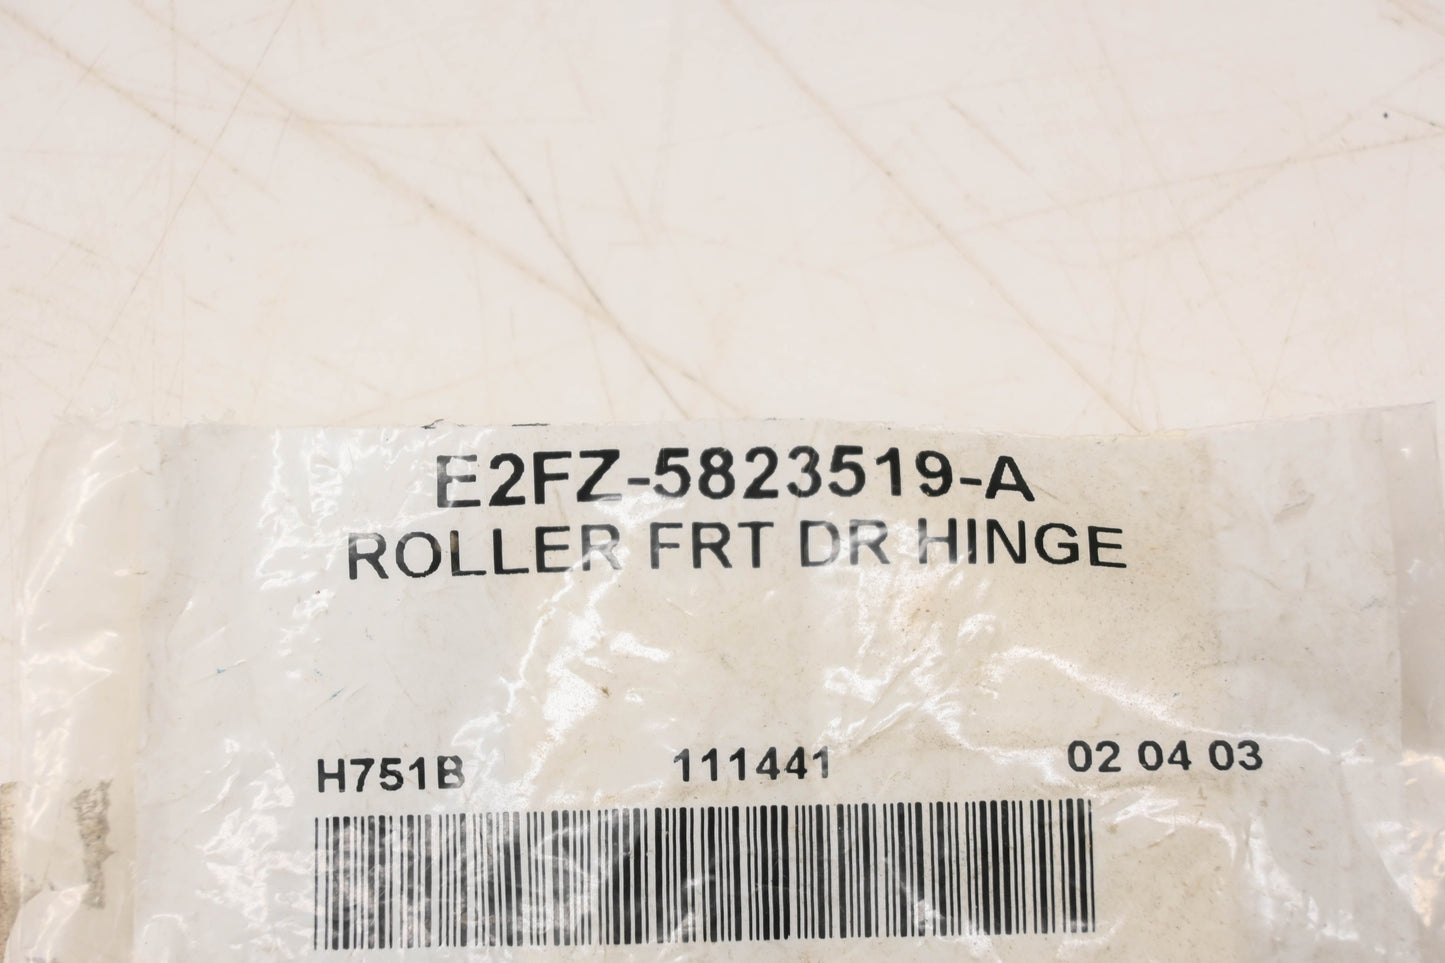 E2FZ-5823519-A
ROLLER FRT DR HINGE
H751B 111441 02 04 03